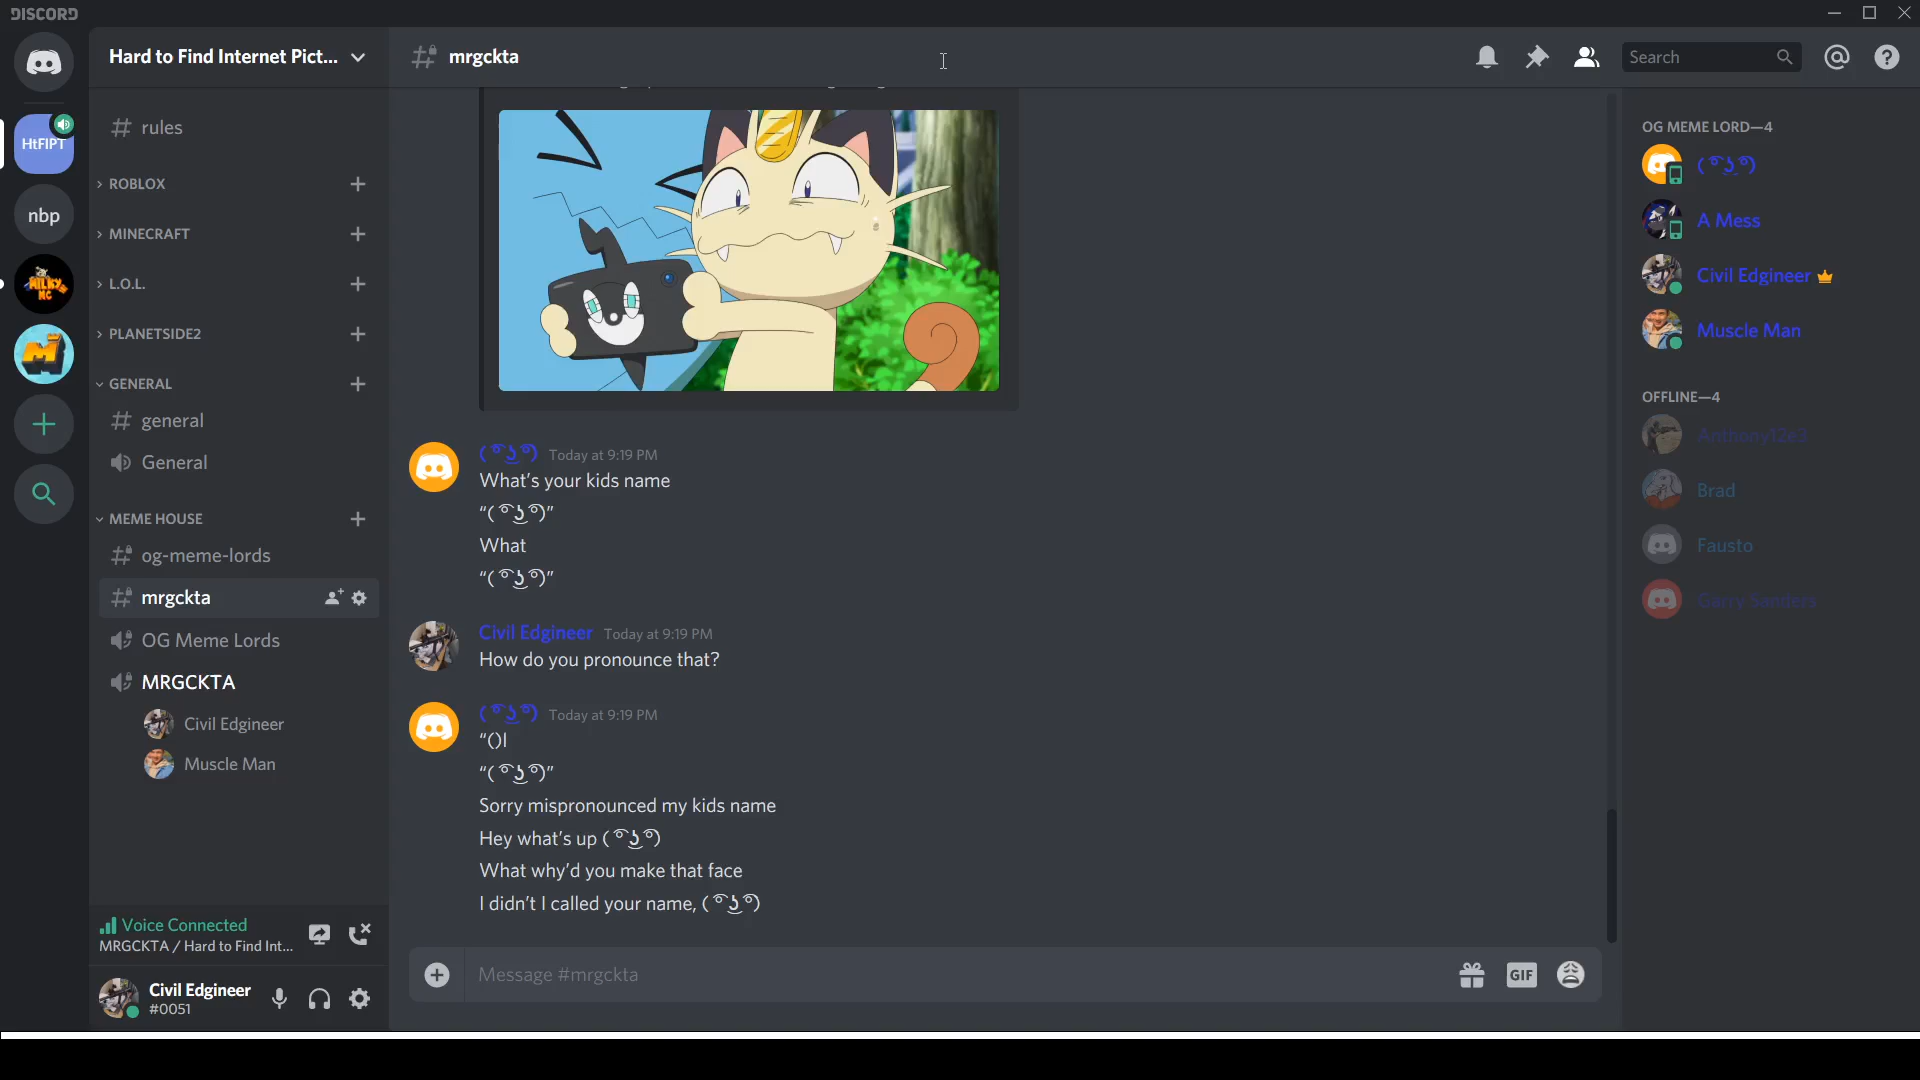 DISCORD
Hard to Find Internet Pict...
HtFIPT
nbp
MILKY
MC
rules
ROBLOX
MINECRAFT
L.O.L.
PLANETSIDE2
GENERAL
general
General
MEME HOUSE
og-meme-lords
mrgckta
OG Meme Lords
MRGCKTA
Civil Edgineer
Muscle Man
Voice Connected
MRGCKTA / Hard to Find Int...
Civil Edgineer
#0051
mrgckta
Search
( ͡° ͜ʖ ͡°) Today at 9:19 PM
What's your kids name
“( ͡° ͜ʖ ͡°)”
What
“( ͡° ͜ʖ ͡°)”
Civil Edgineer Today at 9:19 PM
How do you pronounce that?
( ͡° ͜ʖ ͡°) Today at 9:19 PM
“()l
“( ͡° ͜ʖ ͡°)”
Sorry mispronounced my kids name
Hey what's up ( ͡° ͜ʖ ͡°)
What why'd you make that face
I didn't I called your name, ( ͡° ͜ʖ ͡°)
Message #mrgckta
GIF
OG MEME LORD—4
( ͡° ͜ʖ ͡°)
A Mess
Civil Edgineer
Muscle Man
OFFLINE—4
Anthony12e3
Brad
Fausto
Garry Sanders